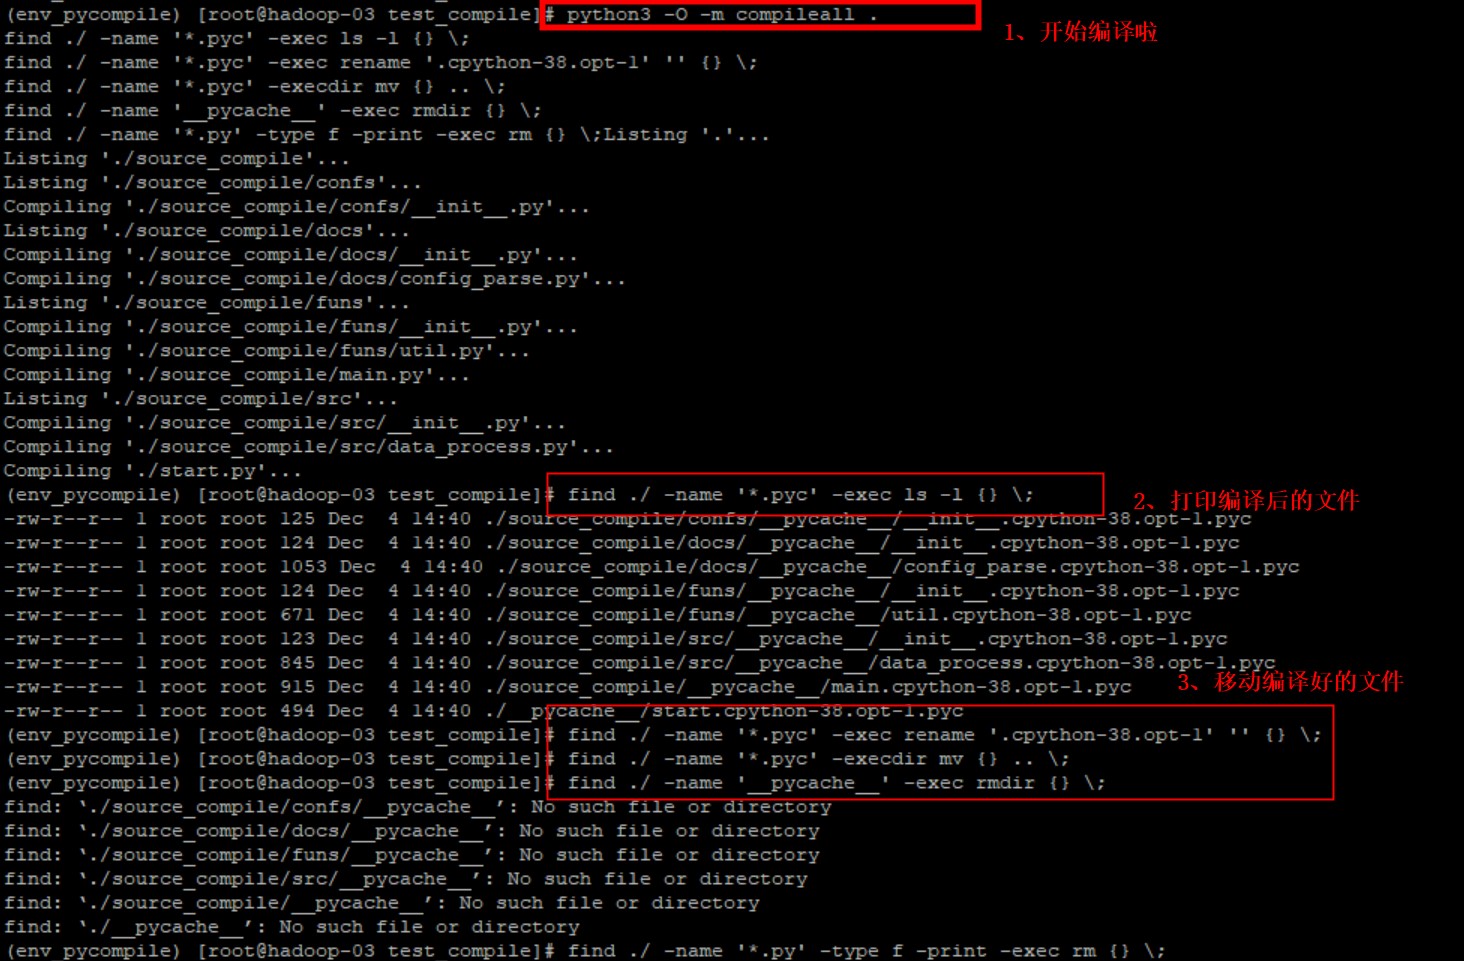 (env_pycompile) [root@hadoop-03 test_compile]# python3 -O -m compileall .
1、开始编译啦
find ./ -name '*.pyc' -exec ls -l {} \;
find ./ -name '*.pyc' -exec rename '.cpython-38.opt-1' '' {} \;
find ./ -name '*.pyc' -execdir mv {} .. \;
find ./ -name '__pycache__' -exec rmdir {} \;
find ./ -name '*.py' -type f -print -exec rm {} \;Listing '.'...
Listing './source_compile'...
Listing './source_compile/confs'...
Compiling './source_compile/confs/__init__.py'...
Listing './source_compile/docs'...
Compiling './source_compile/docs/__init__.py'...
Compiling './source_compile/docs/config_parse.py'...
Listing './source_compile/funs'...
Compiling './source_compile/funs/__init__.py'...
Compiling './source_compile/funs/util.py'...
Compiling './source_compile/main.py'...
Listing './source_compile/src'...
Compiling './source_compile/src/__init__.py'...
Compiling './source_compile/src/data_process.py'...
Compiling './start.py'...
(env_pycompile) [root@hadoop-03 test_compile]# find ./ -name '*.pyc' -exec ls -l {} \;
2、打印编译后的文件
-rw-r--r-- 1 root root 125 Dec  4 14:40 ./source_compile/confs/__pycache__/__init__.cpython-38.opt-1.pyc
-rw-r--r-- 1 root root 124 Dec  4 14:40 ./source_compile/docs/__pycache__/__init__.cpython-38.opt-1.pyc
-rw-r--r-- 1 root root 1053 Dec  4 14:40 ./source_compile/docs/__pycache__/config_parse.cpython-38.opt-1.pyc
-rw-r--r-- 1 root root 124 Dec  4 14:40 ./source_compile/funs/__pycache__/__init__.cpython-38.opt-1.pyc
-rw-r--r-- 1 root root 671 Dec  4 14:40 ./source_compile/funs/__pycache__/util.cpython-38.opt-1.pyc
-rw-r--r-- 1 root root 123 Dec  4 14:40 ./source_compile/src/__pycache__/__init__.cpython-38.opt-1.pyc
-rw-r--r-- 1 root root 845 Dec  4 14:40 ./source_compile/src/__pycache__/data_process.cpython-38.opt-1.pyc
-rw-r--r-- 1 root root 915 Dec  4 14:40 ./source_compile/__pycache__/main.cpython-38.opt-1.pyc
3、移动编译好的文件
-rw-r--r-- 1 root root 494 Dec  4 14:40 ./__pycache__/start.cpython-38.opt-1.pyc
(env_pycompile) [root@hadoop-03 test_compile]# find ./ -name '*.pyc' -exec rename '.cpython-38.opt-1' '' {} \;
(env_pycompile) [root@hadoop-03 test_compile]# find ./ -name '*.pyc' -execdir mv {} .. \;
(env_pycompile) [root@hadoop-03 test_compile]# find ./ -name '__pycache__' -exec rmdir {} \;
find: ‘./source_compile/confs/__pycache__’: No such file or directory
find: ‘./source_compile/docs/__pycache__’: No such file or directory
find: ‘./source_compile/funs/__pycache__’: No such file or directory
find: ‘./source_compile/src/__pycache__’: No such file or directory
find: ‘./source_compile/__pycache__’: No such file or directory
find: ‘./__pycache__’: No such file or directory
(env_pycompile) [root@hadoop-03 test_compile]# find ./ -name '*.py' -type f -print -exec rm {} \;